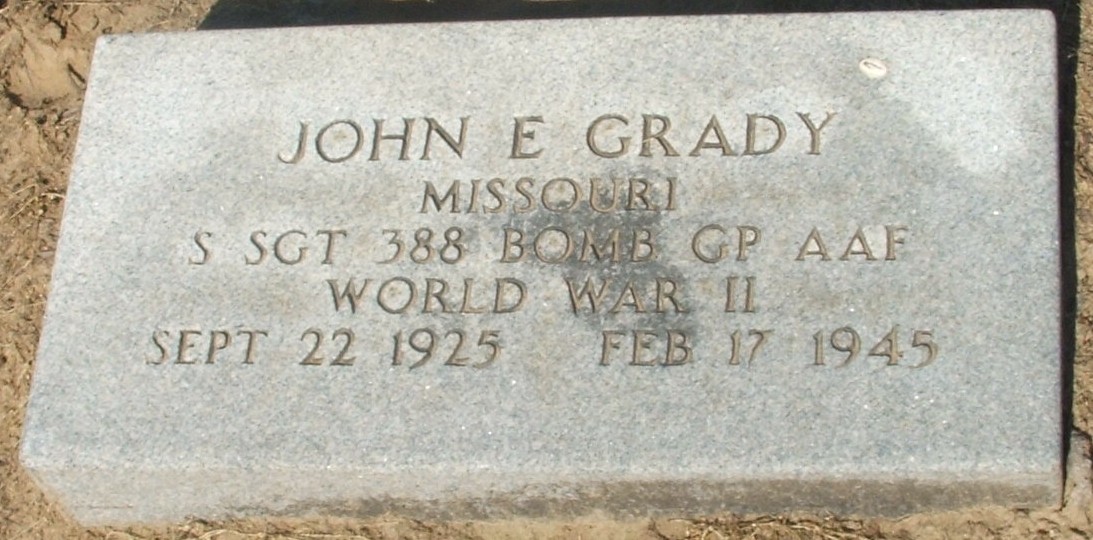 JOHN E GRADY
MISSOURI
S SGT 388 BOMB GP AAF
WORLD WAR II
SEPT 22 1925 FEB 17 1945